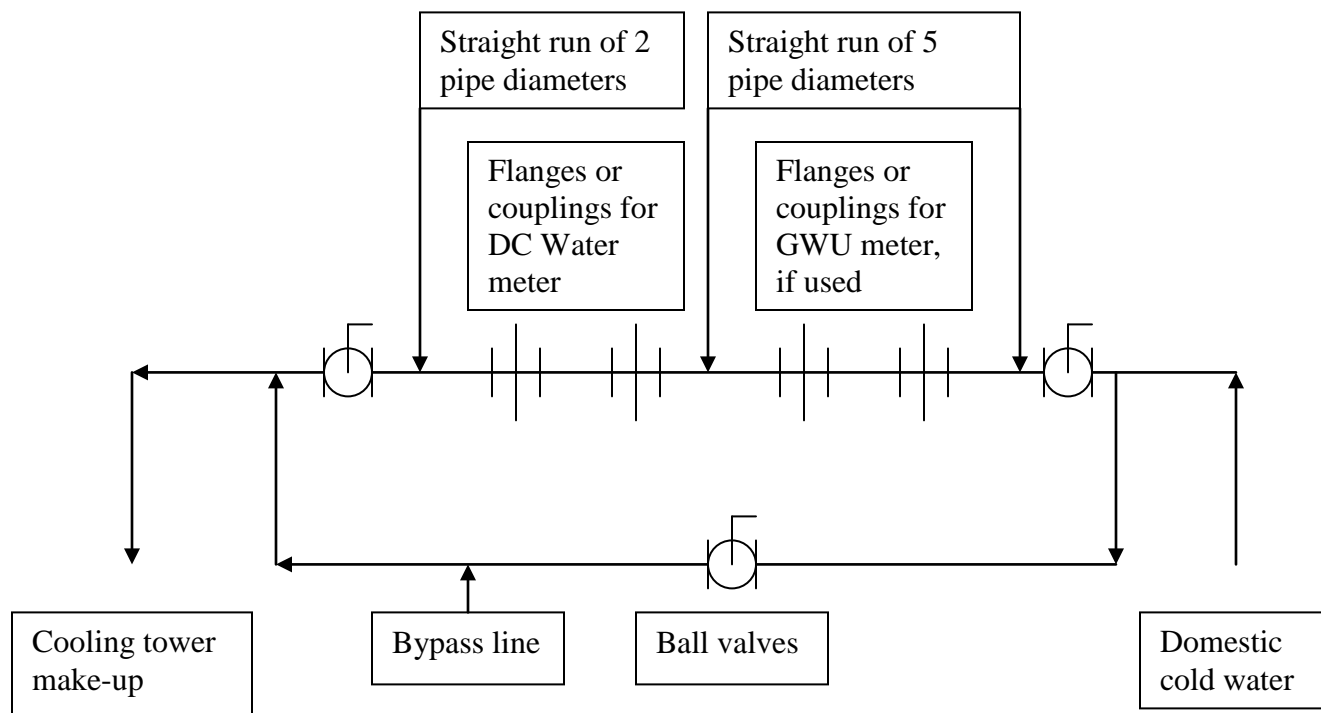 Straight run of 2
pipe diameters
Straight run of 5
pipe diameters
Flanges or
couplings for
DC Water
meter
Flanges or
couplings for
GWU meter,
if used
Cooling tower
make-up
Bypass line
Ball valves
Domestic
cold water